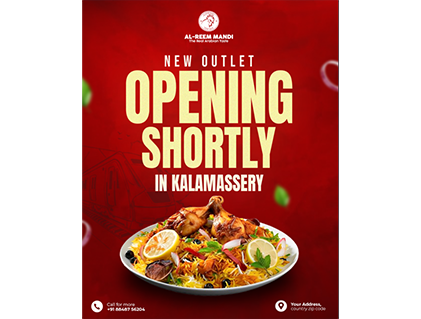 AL-REEM MANDI
The Real Arabian Taste
NEW OUTLET
OPENING
SHORTLY
IN KALAMASSERY
Call for more
+91 88487 56204
Your Address,
country zip code